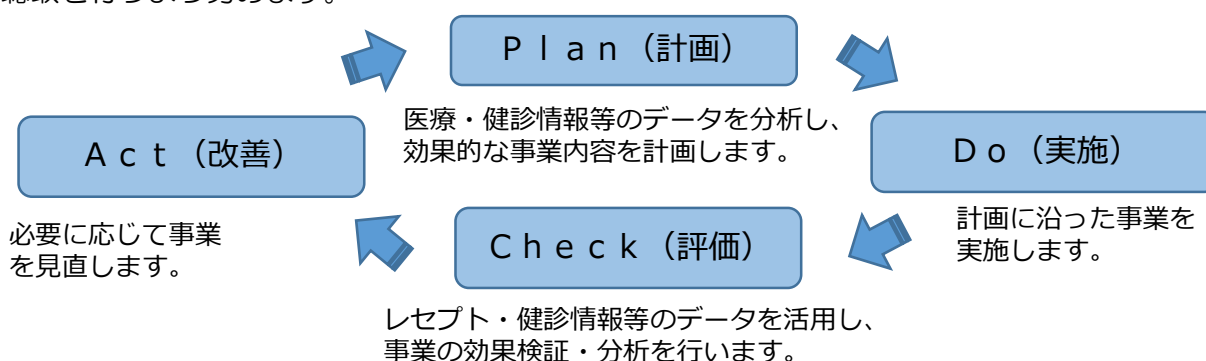 Ｐｌａｎ（計画）
医療・健診情報等のデータを分析し、
効果的な事業内容を計画します。
Ａｃｔ（改善）
Ｄｏ（実施）
必要に応じて事業
を見直します。
Ｃｈｅｃｋ（評価）
計画に沿った事業を
実施します。
レセプト・健診情報等のデータを活用し、
事業の効果検証・分析を行います。